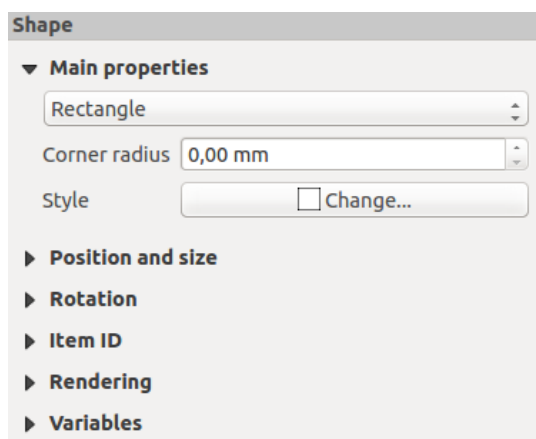 Shape
Main properties
Rectangle
Corner radius 0,00 mm
Style Change...
Position and size
Rotation
Item ID
Rendering
Variables